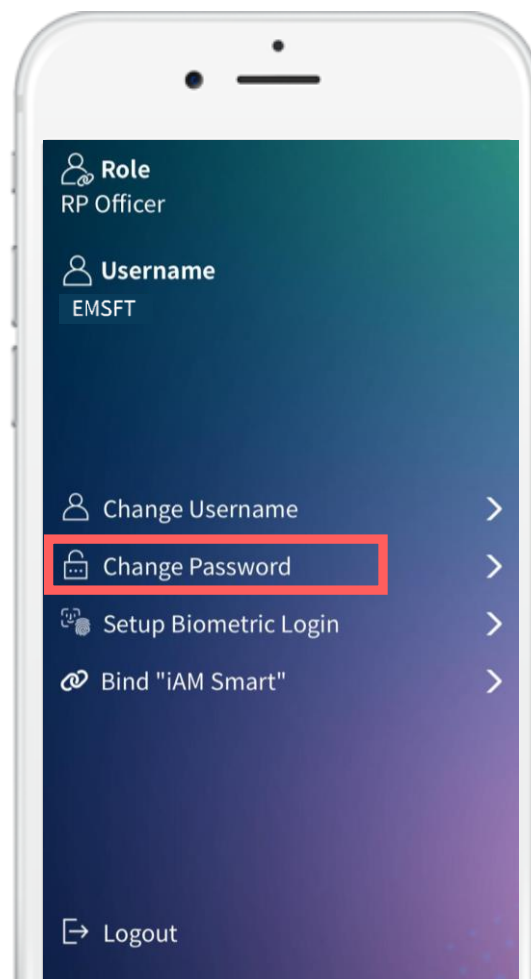 Role
RP Officer
Username
EMSFT
Change Username
Change Password
Setup Biometric Login
Bind "iAM Smart"
Logout